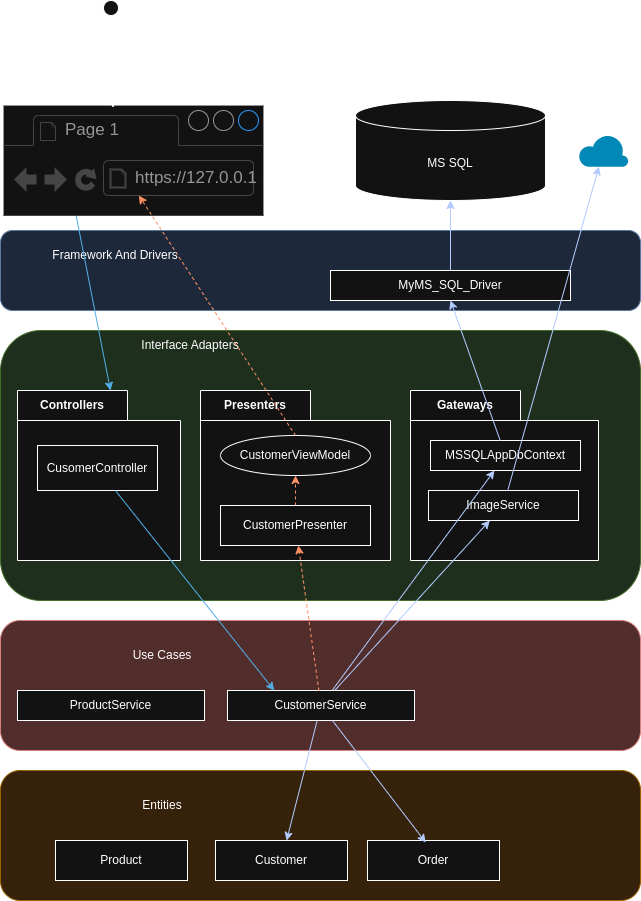 Page 1
https://127.0.0.1
MS SQL
Framework And Drivers
MyMS_SQL_Driver
Interface Adapters
Controllers
Presenters
Gateways
CusomerController
CustomerViewModel
MSSQLAppDbContext
ImageService
CustomerPresenter
Use Cases
ProductService
CustomerService
Entities
Product
Customer
Order